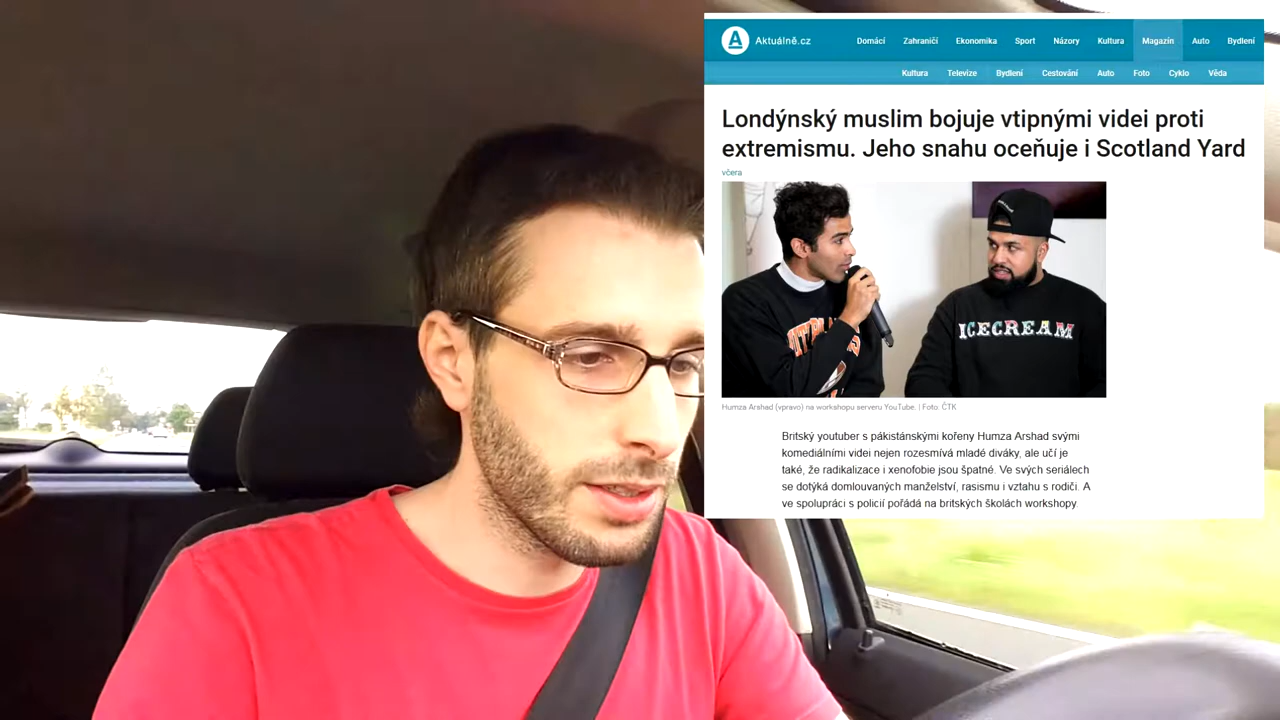 A Aktuálně.cz
Domácí Zahraničí Ekonomika Sport Názory Kultura Magazín Auto Bydlení
Kultura Televize Bydlení Cestování Auto Foto Cyklo Věda
Londýnský muslim bojuje vtipnými videi proti
extremismu. Jeho snahu oceňuje i Scotland Yard
včera
ICECREAM
Humza Arshad (vpravo) na workshopu serveru YouTube. | Foto: ČTK
Britský youtuber s pákistánskými kořeny Humza Arshad svými
komediálními videi nejen rozesmívá mladé diváky, ale učí je
také, že radikalizace i xenofobie jsou špatné. Ve svých seriálech
se dotýká domlouvaných manželství, rasismu i vztahu s rodiči. A
ve spolupráci s policií pořádá na britských školách workshopy